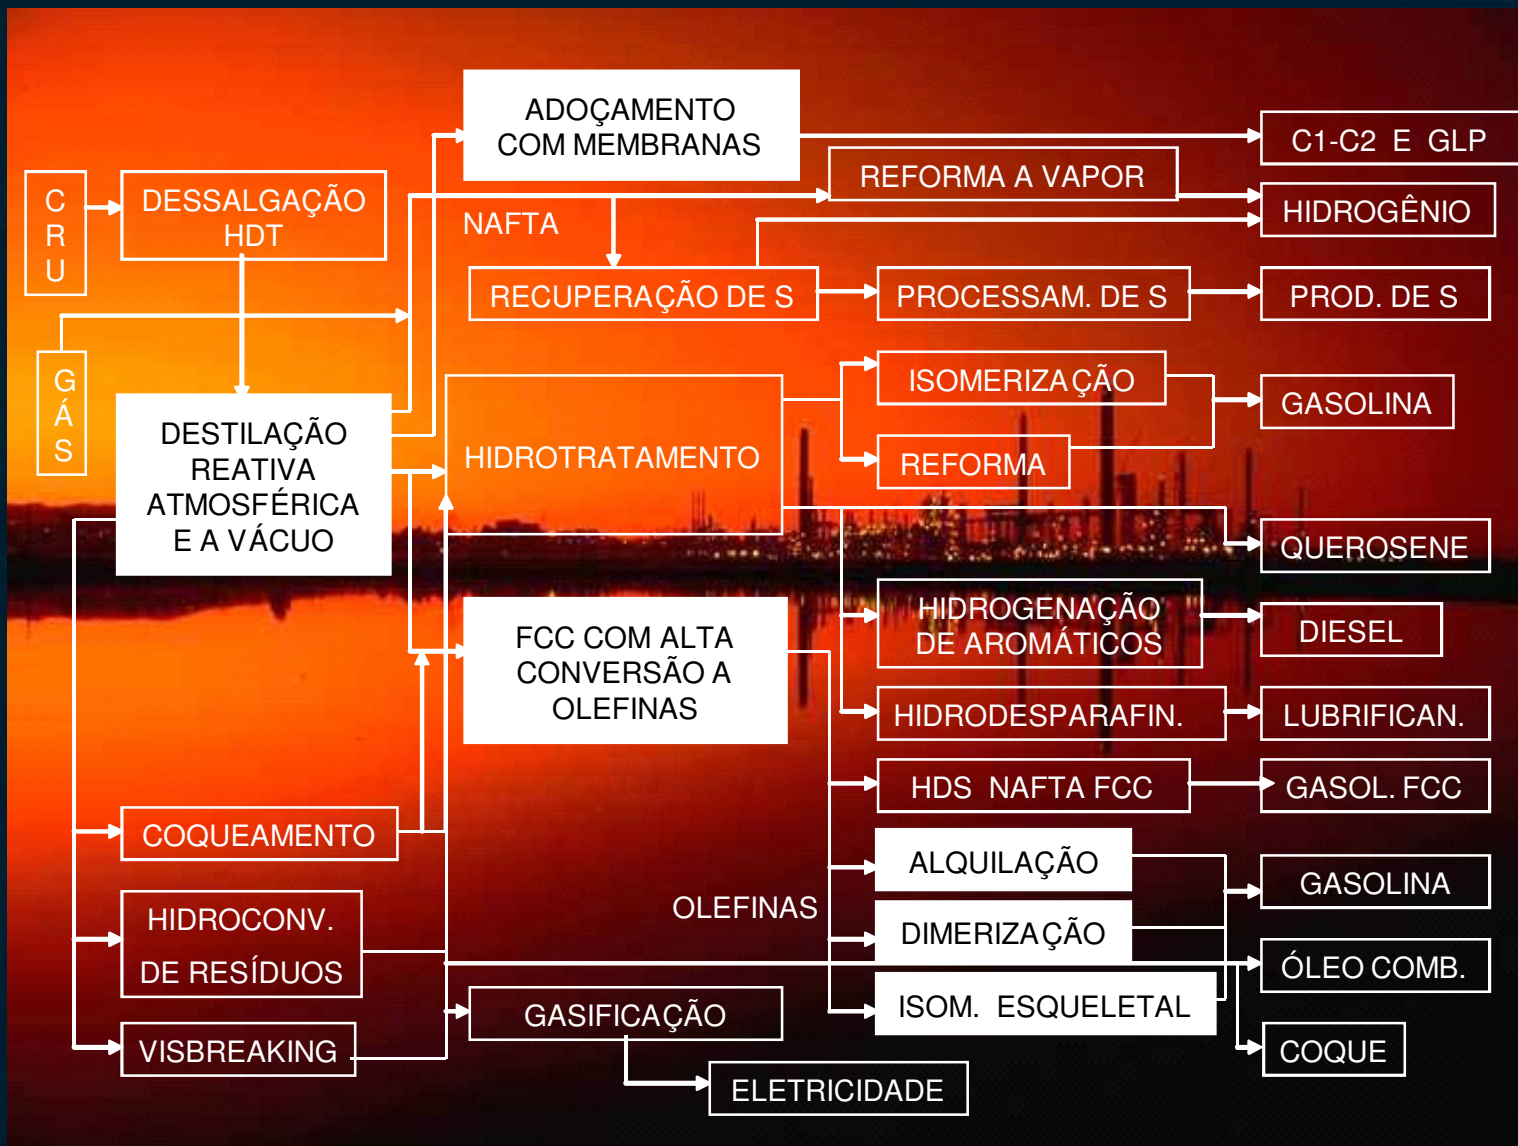 C
R
U
DESSALGAÇÃO
HDT
GÁS
DESTILAÇÃO
REATIVA
ATMOSFÉRICA
E A VÁCUO
ADOÇAMENTO
COM MEMBRANAS
C1-C2 E GLP
REFORMA A VAPOR
HIDROGÊNIO
NAFTA
RECUPERAÇÃO DE S
PROCESSAM. DE S
PROD. DE S
HIDROTRATAMENTO
ISOMERIZAÇÃO
GASOLINA
REFORMA
QUEROSENE
HIDROGENAÇÃO
DE AROMÁTICOS
DIESEL
FCC COM ALTA
CONVERSÃO A
OLEFINAS
HIDRODESPARAFIN.
LUBRIFICAN.
HDS NAFTA FCC
GASOL. FCC
COQUEAMENTO
ALQUILAÇÃO
GASOLINA
OLEFINAS
HIDROCONV.
DE RESÍDUOS
DIMERIZAÇÃO
ÓLEO COMB.
ISOM. ESQUELETAL
GASIFICAÇÃO
VISBREAKING
COQUE
ELETRICIDADE